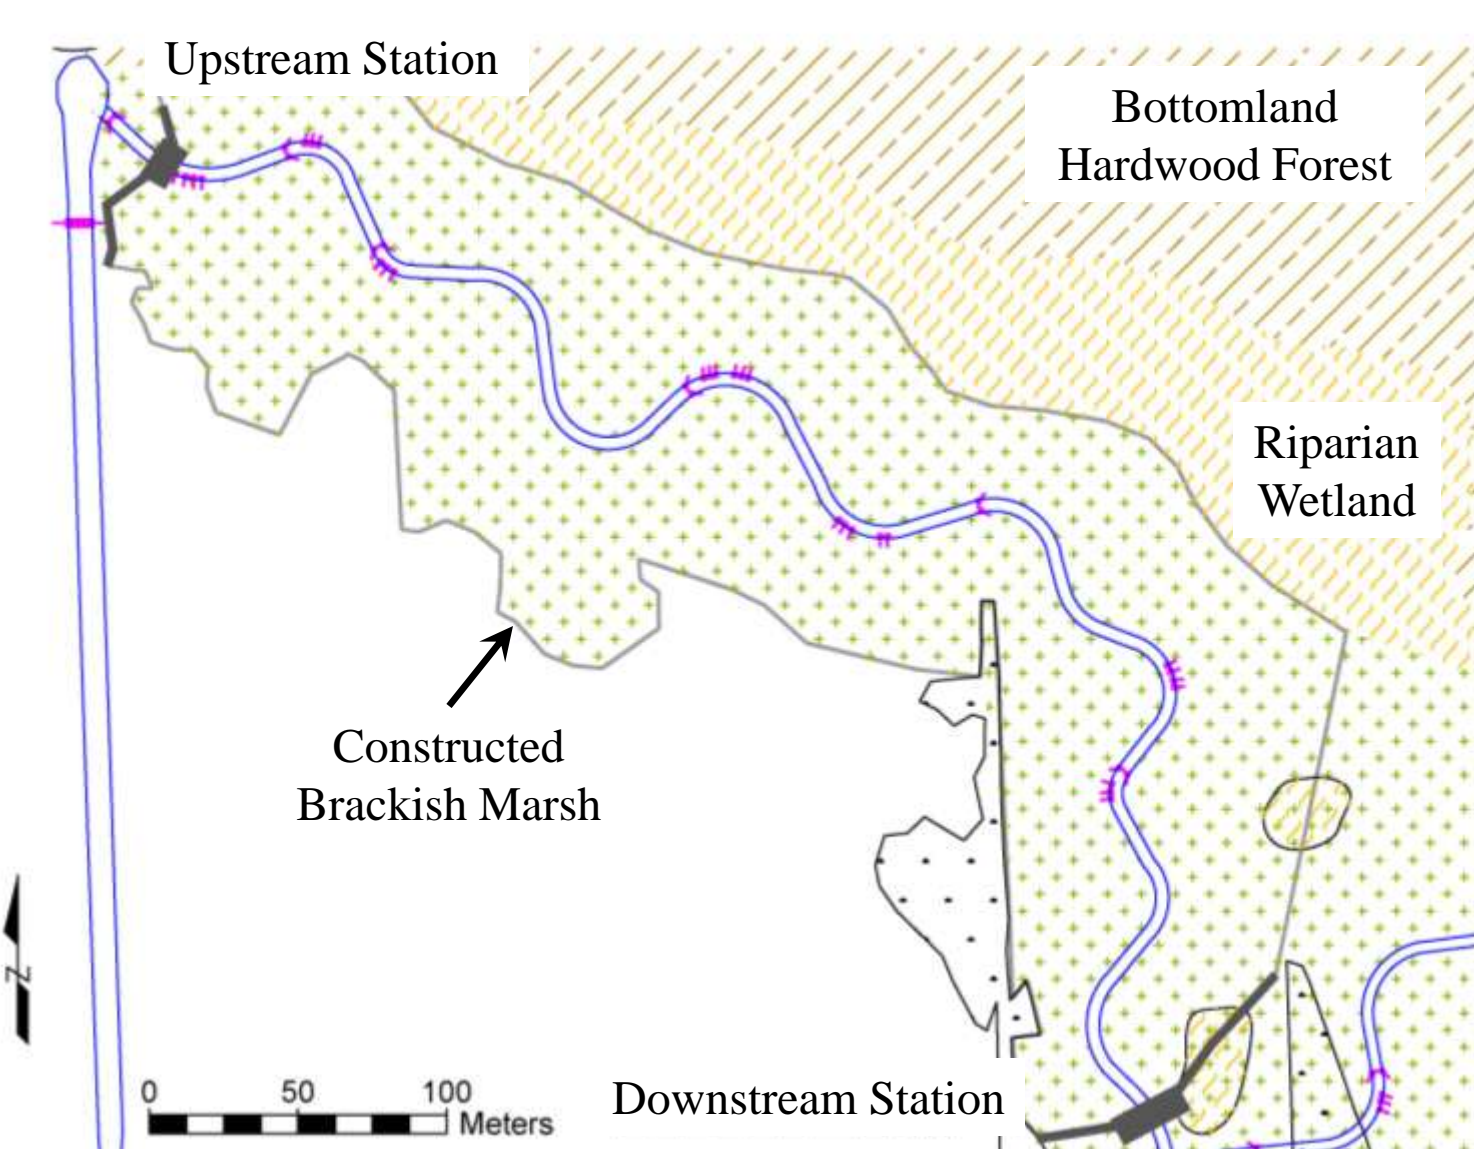 Upstream Station
Bottomland
Hardwood Forest
Riparian
Wetland
Constructed
Brackish Marsh
N
0 50 100
Meters
Downstream Station